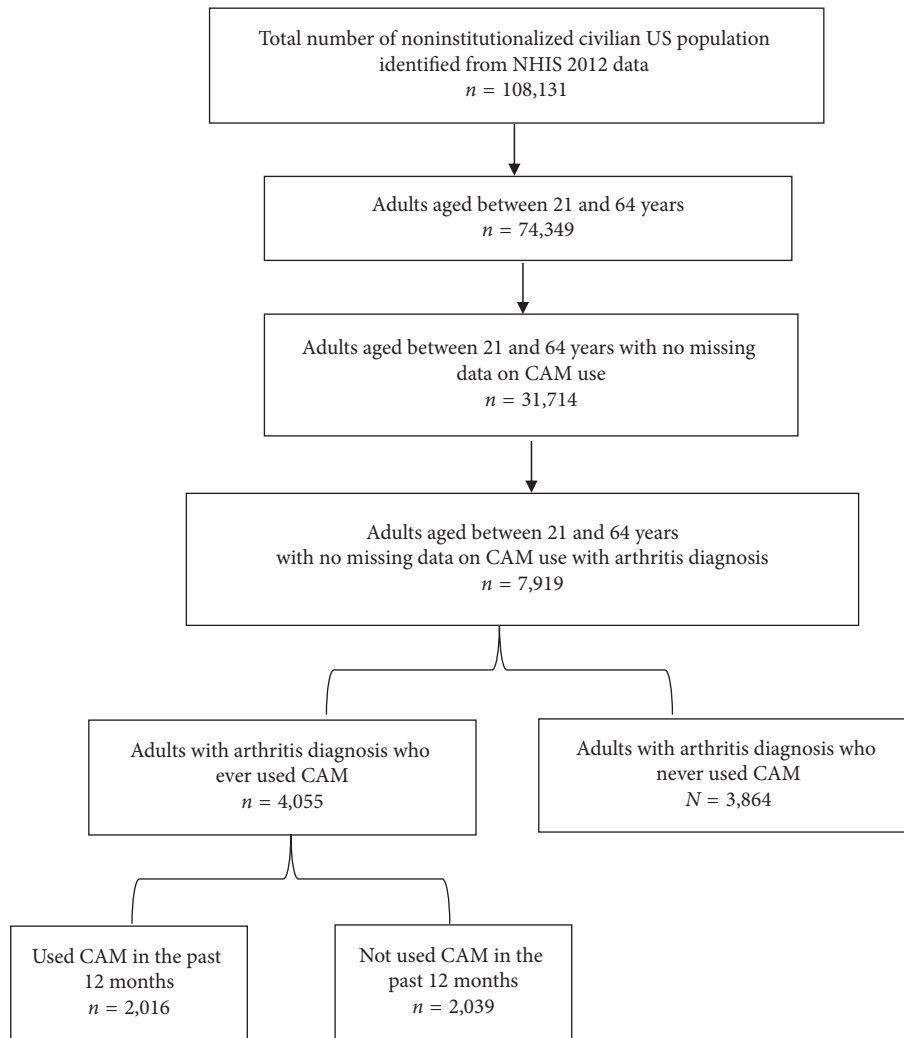 Total number of noninstitutionalized civilian US population
identified from NHIS 2012 data
n = 108,131
Adults aged between 21 and 64 years
n = 74,349
Adults aged between 21 and 64 years with no missing
data on CAM use
n = 31,714
Adults aged between 21 and 64 years
with no missing data on CAM use with arthritis diagnosis
n = 7,919
Adults with arthritis diagnosis who
ever used CAM
n = 4,055
Adults with arthritis diagnosis who
never used CAM
N = 3,864
Used CAM in the past
12 months
n = 2,016
Not used CAM in the
past 12 months
n = 2,039